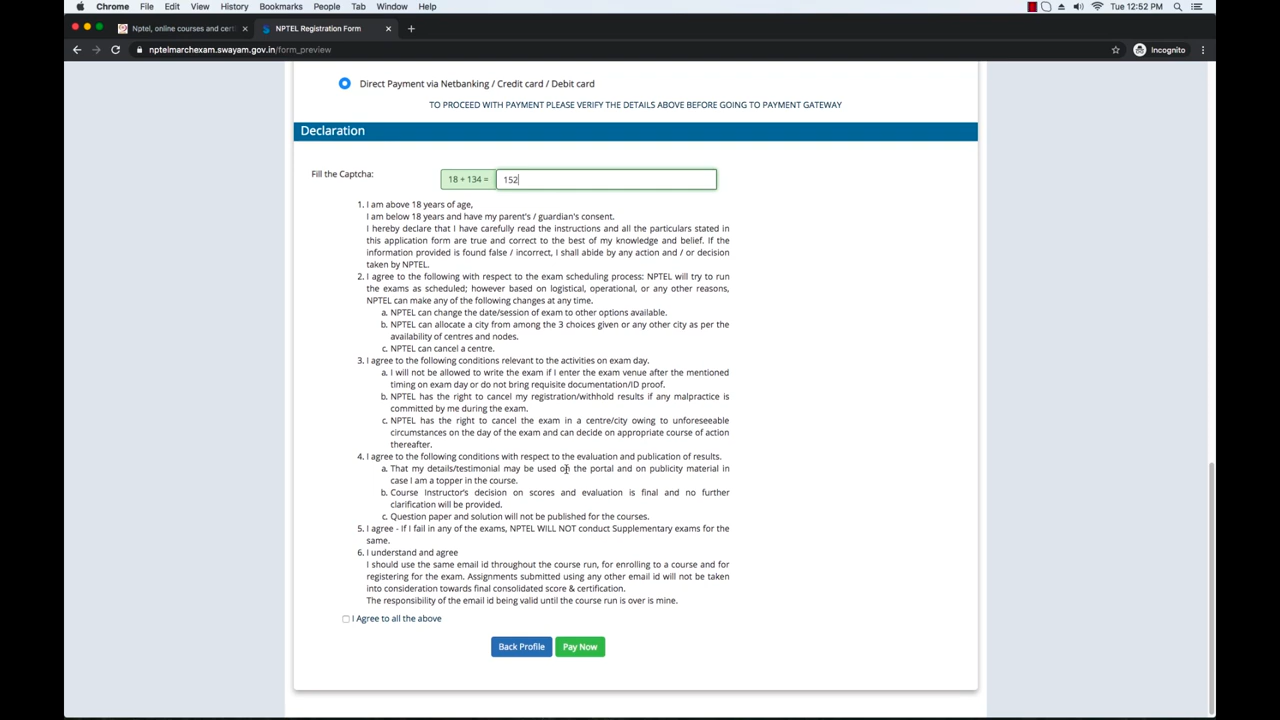 Chrome File Edit View History Bookmarks People Tab Window Help Tue 12:52 PM
Nptel, online courses and cert NPTEL Registration Form
nptelmarchexam.swayam.gov.in/form_preview Incognito
Direct Payment via Netbanking / Credit card / Debit card
TO PROCEED WITH PAYMENT PLEASE VERIFY THE DETAILS ABOVE BEFORE GOING TO PAYMENT GATEWAY
Declaration
Fill the Captcha: 18 + 134 = 152
1. I am above 18 years of age,
I am below 18 years and have my parent's / guardian's consent.
I hereby declare that I have carefully read the instructions and all the particulars stated in
this application form are true and correct to the best of my knowledge and belief. If the
information provided is found false / incorrect, I shall abide by any action and / or decision
taken by NPTEL.
2. I agree to the following with respect to the exam scheduling process: NPTEL will try to run
the exams as scheduled; however based on logistical, operational, or any other reasons,
NPTEL can make any of the following changes at any time.
a. NPTEL can change the date/session of exam to other options available.
b. NPTEL can allocate a city from among the 3 choices given or any other city as per the
availability of centres and nodes.
c. NPTEL can cancel a centre.
3. I agree to the following conditions relevant to the activities on exam day.
a. I will not be allowed to write the exam if I enter the exam venue after the mentioned
timing on exam day or do not bring requisite documentation/ID proof.
b. NPTEL has the right to cancel my registration/withhold results if any malpractice is
committed by me during the exam.
c. NPTEL has the right to cancel the exam in a centre/city owing to unforeseeable
circumstances on the day of the exam and can decide on appropriate course of action
thereafter.
4. I agree to the following conditions with respect to the evaluation and publication of results.
a. That my details/testimonial may be used on the portal and on publicity material in
case I am a topper in the course.
b. Course Instructor's decision on scores and evaluation is final and no further
clarification will be provided.
c. Question paper and solution will not be published for the courses.
5. I agree - If I fail in any of the exams, NPTEL WILL NOT conduct Supplementary exams for the
same.
6. I understand and agree
I should use the same email id throughout the course run, for enrolling to a course and for
registering for the exam. Assignments submitted using any other email id will not be taken
into consideration towards final consolidated score & certification.
The responsibility of the email id being valid until the course run is over is mine.
I Agree to all the above
Back Profile Pay Now